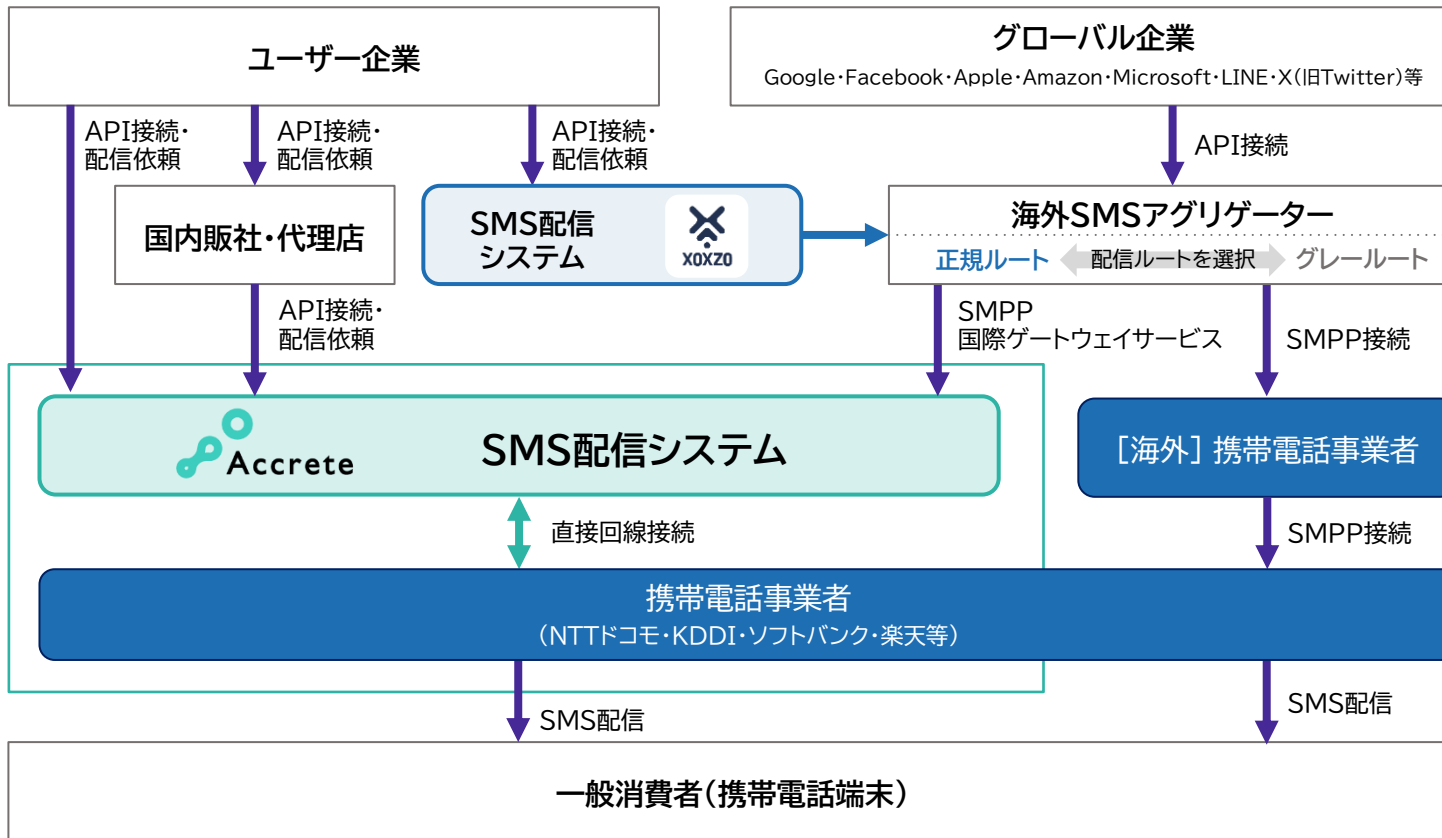 ユーザー企業
グローバル企業
Google・Facebook・Apple・Amazon・Microsoft・LINE・X(旧Twitter)等
API接続・
配信依頼
API接続・
配信依頼
API接続・
配信依頼
API接続
国内販社・代理店
SMS配信
システム
XOXZO
海外SMSアグリゲーター
正規ルート
配信ルートを選択
グレールート
API接続・
配信依頼
SMPP
国際ゲートウェイサービス
SMPP接続
Accrete
SMS配信システム
［海外］携帯電話事業者
直接回線接続
SMPP接続
携帯電話事業者
（NTTドコモ・KDDI・ソフトバンク・楽天等）
SMS配信
SMS配信
一般消費者（携帯電話端末）